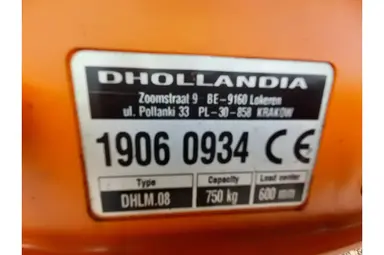 DHOLLANDIA
Zoomstraat 9 BE-9160 Lokeren
ul. Pollanki 33 PL-30-858 KRAKOW
1906 0934 CE
Type Capacity Load center
DHLM.08 750 kg 600 mm